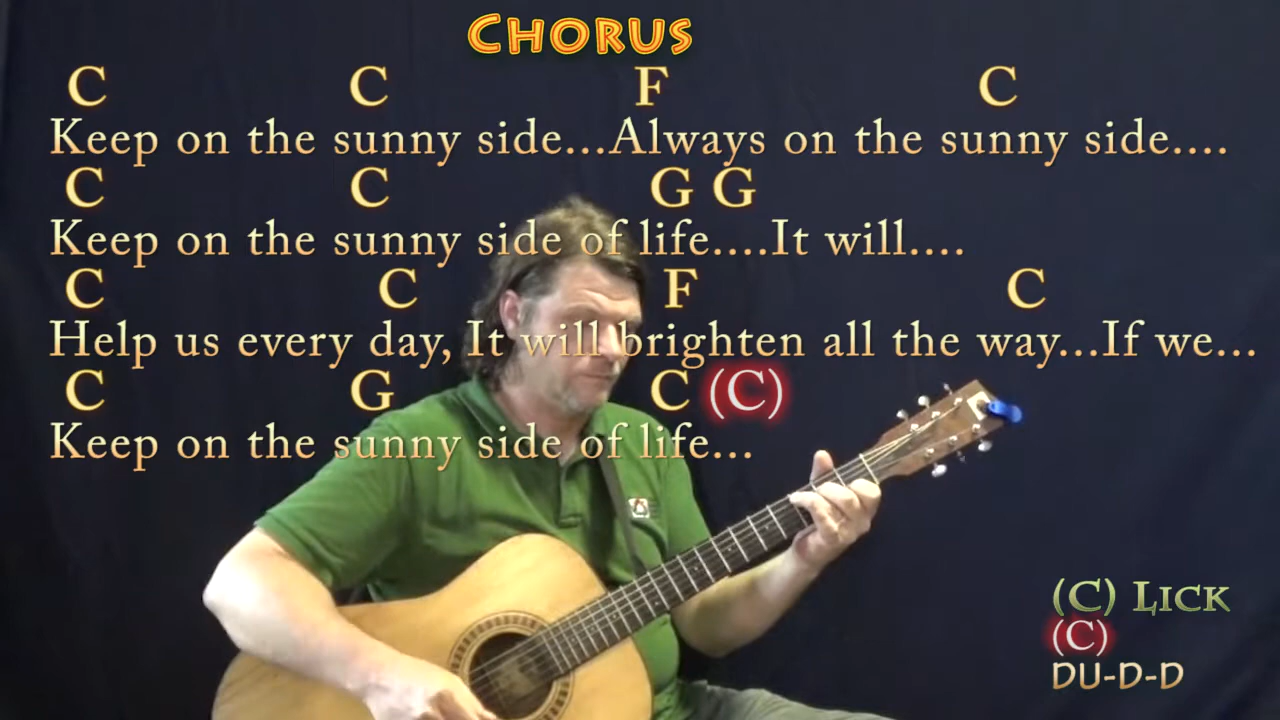 CHORUS
C C F C
Keep on the sunny side...Always on the sunny side....
C C G G
Keep on the sunny side of life....It will....
C C F C
Help us every day, It will brighten all the way...If we...
C G C (C)
Keep on the sunny side of life...
(C) LICK
(C)
DU-D-D